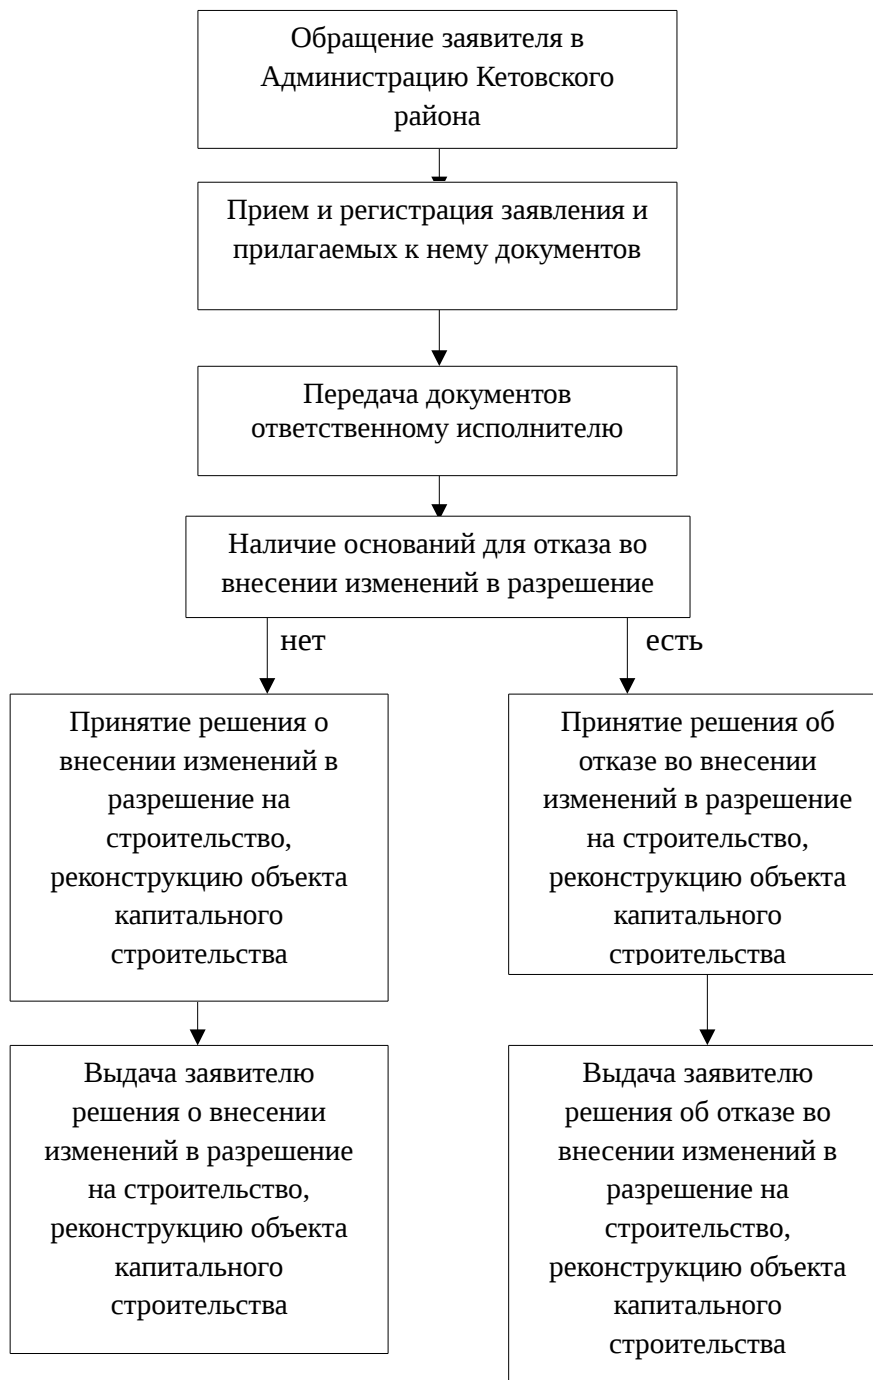 Обращение заявителя в
Администрацию Кетовского
района
Прием и регистрация заявления и
прилагаемых к нему документов
Передача документов
ответственному исполнителю
Наличие оснований для отказа во
внесении изменений в разрешение
нет
есть
Принятие решения о
внесении изменений в
разрешение на
строительство,
реконструкцию объекта
капитального
строительства
Принятие решения об
отказе во внесении
изменений в разрешение
на строительство,
реконструкцию объекта
капитального
строительства
Выдача заявителю
решения о внесении
изменений в разрешение
на строительство,
реконструкцию объекта
капитального
строительства
Выдача заявителю
решения об отказе во
внесении изменений в
разрешение на
строительство,
реконструкцию объекта
капитального
строительства